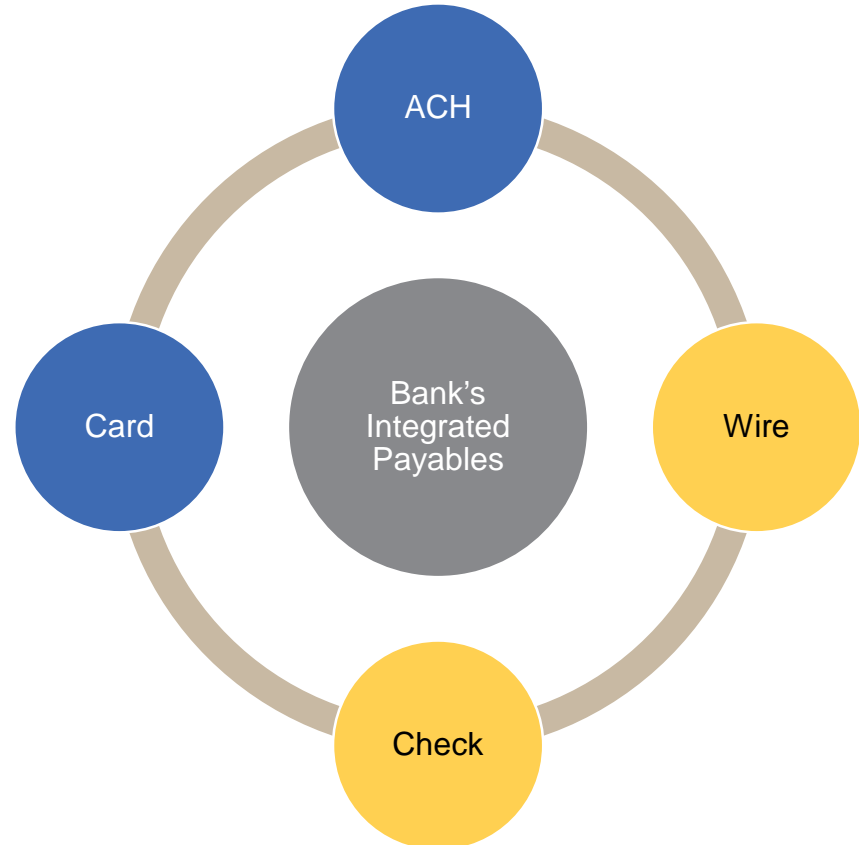 ACH
Card
Bank’s
Integrated
Payables
Wire
Check